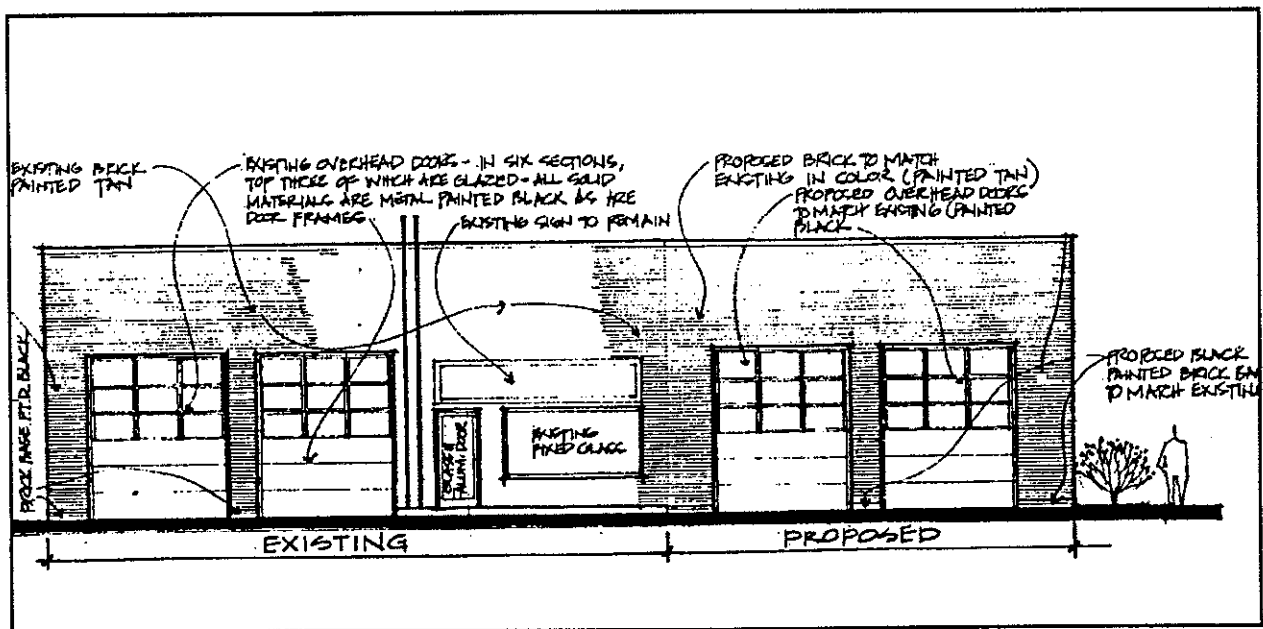 EXISTING BRICK
PAINTED TAN
EXISTING OVERHEAD DOORS - IN SIX SECTIONS,
TOP THREE OF WHICH ARE GLAZED - ALL SOLID
MATERIALS ARE METAL PAINTED BLACK AS ARE
DOOR FRAMES
EXISTING SIGN TO REMAIN
PROPOSED BRICK TO MATCH
EXISTING IN COLOR (PAINTED TAN)
PROPOSED OVERHEAD DOORS
TO MATCH EXISTING (PAINTED
BLACK
PROPOSED BLACK
PAINTED BRICK
TO MATCH EXISTING
BRICK BASE PTD. BLACK
GLASS &
ALUM. DOOR
EXISTING
FIXED GLASS
EXISTING
PROPOSED